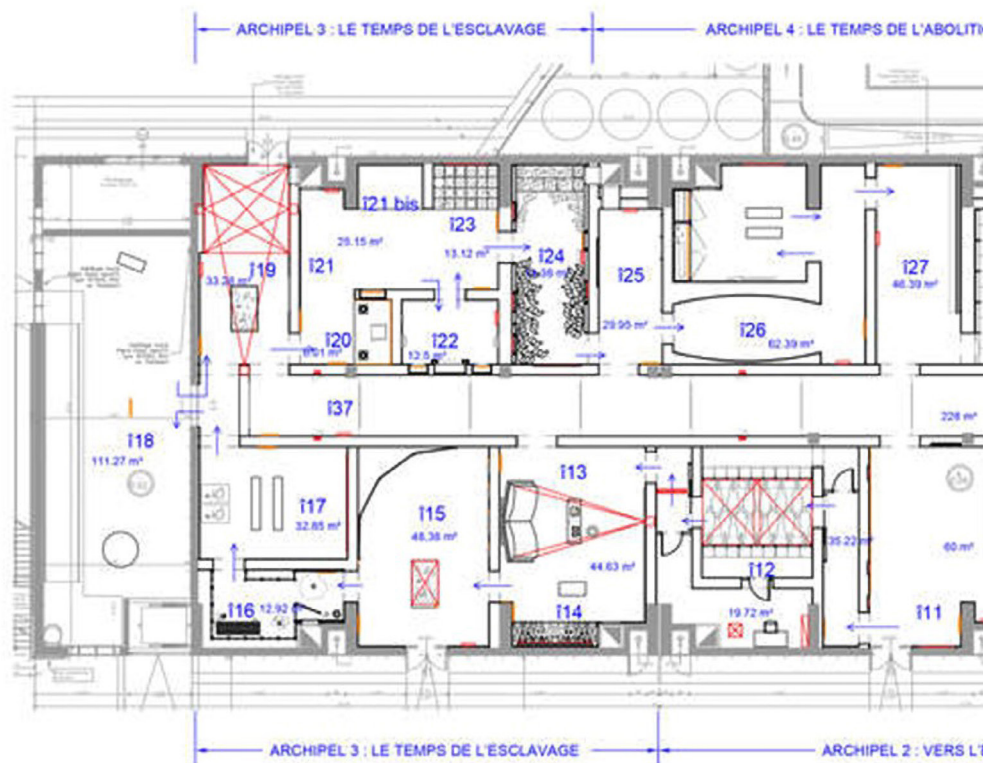 ARCHIPEL 3 : LE TEMPS DE L'ESCLAVAGE
ARCHIPEL 4 : LE TEMPS DE L'ABOLITI
î21 bis
î23
25.15 m²
13.12 m²
î24
î19
33.28 m²
î21
î25
î27
46.39 m²
î20
î22
12.5 m²
29.95 m²
î26
62.39 m²
î37
228 m²
î18
111.27 m²
î13
î17
32.85 m²
î15
48.38 m²
35.22 m²
60 m²
44.63 m²
î12
î16
12.92 m²
î14
19.72 m²
î11
ARCHIPEL 3 : LE TEMPS DE L'ESCLAVAGE
ARCHIPEL 2 : VERS L'